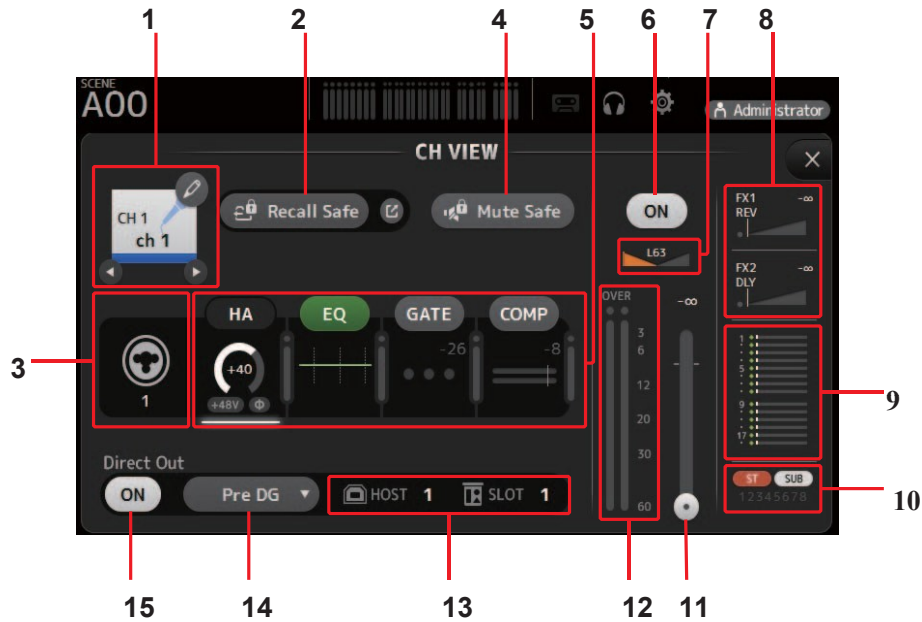 1 2 4 5 6 7 8
SCENE
A00
Administrator
CH VIEW
CH 1
ch 1
Recall Safe
Mute Safe
ON
L63
FX1 -∞
REV
FX2 -∞
DLY
HA EQ GATE COMP
+40
+48V Φ
-26
-8
OVER
-∞
3
6
12
20
30
60
1
5
9
17
3
1
9
ST SUB
12345678
10
Direct Out
ON
Pre DG
HOST 1
SLOT 1
15 14 13 12 11